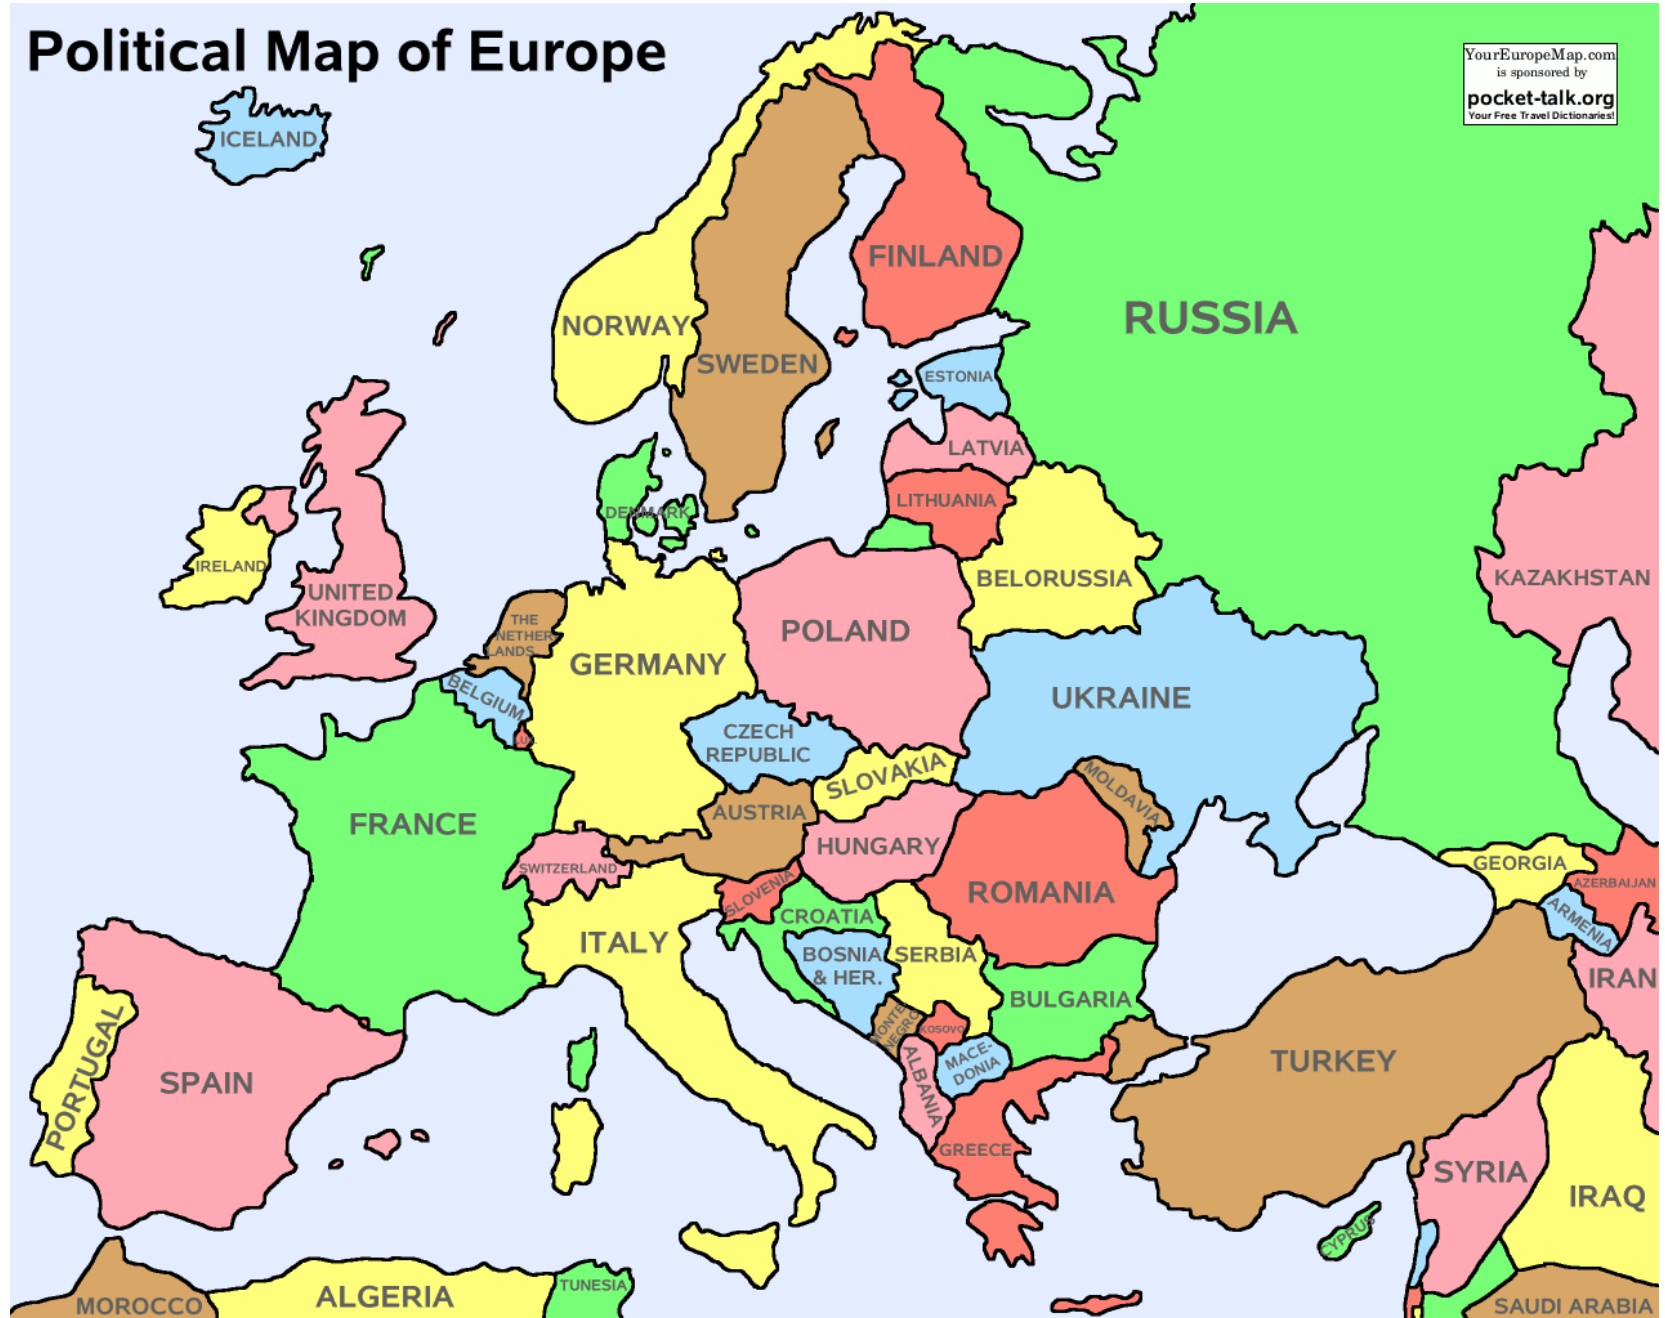 Political Map of Europe
YourEuropeMap.com
is sponsored by
pocket-talk.org
Your Free Travel Dictionaries!
ICELAND
FINLAND
RUSSIA
NORWAY
SWEDEN
ESTONIA
LATVIA
LITHUANIA
DENMARK
IRELAND
UNITED
KINGDOM
BELORUSSIA
KAZAKHSTAN
THE
NETHER
LANDS
POLAND
GERMANY
BELGIUM
LUX.
UKRAINE
CZECH
REPUBLIC
SLOVAKIA
MOLDAVIA
FRANCE
AUSTRIA
HUNGARY
SWITZERLAND
GEORGIA
AZERBAIJAN
ARMENIA
SLOVENIA
ROMANIA
CROATIA
ITALY
BOSNIA
& HER.
SERBIA
IRAN
BULGARIA
MONTE
NEGRO
KOSOVO
PORTUGAL
SPAIN
ALBANIA
MACE-
DONIA
TURKEY
GREECE
SYRIA
IRAQ
CYPRUS
MOROCCO
ALGERIA
TUNESIA
SAUDI ARABIA